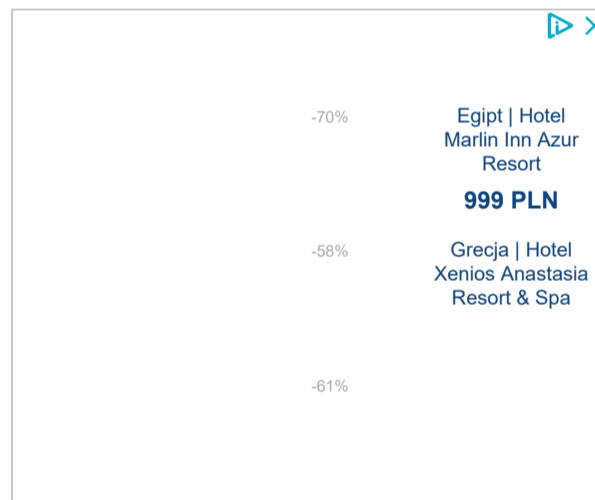 -70%
Egipt | Hotel
Marlin Inn Azur
Resort
999 PLN
-58%
Grecja | Hotel
Xenios Anastasia
Resort & Spa
-61%